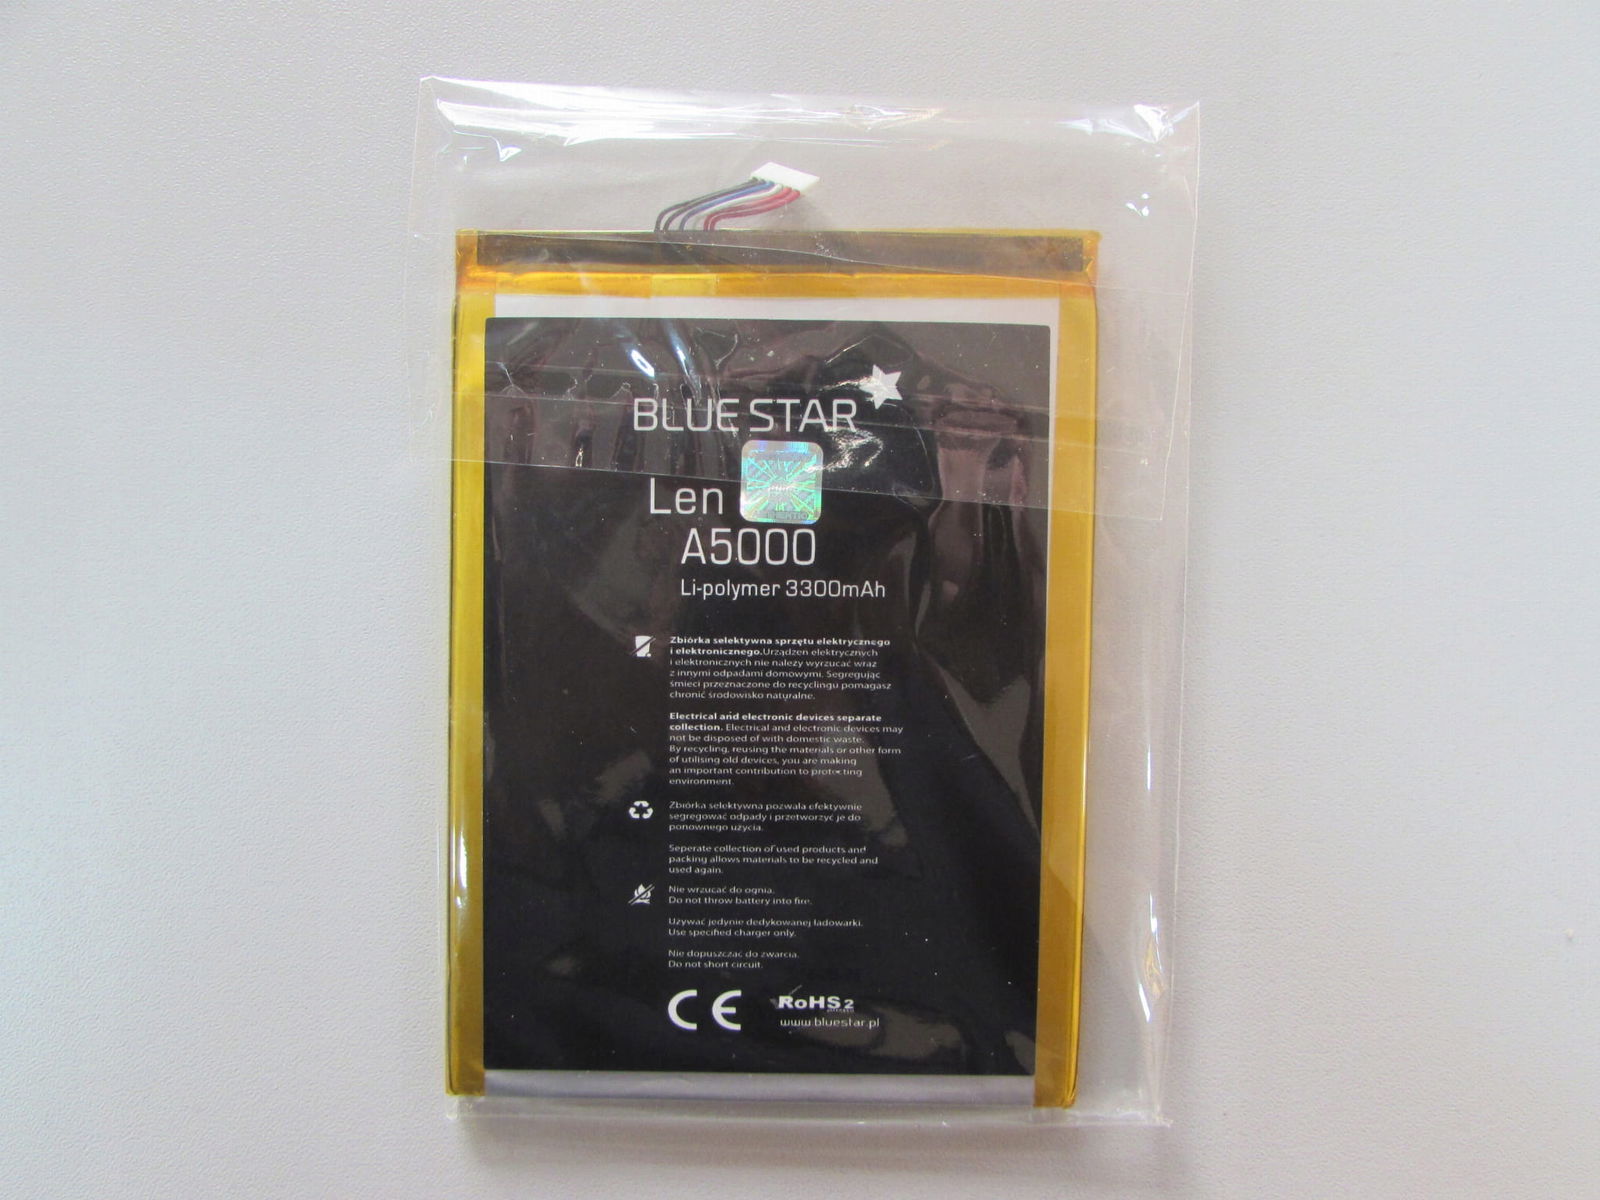 BLUE STAR
Len
A5000
Li-polymer 3300mAh
Zbiórka selektywna sprzętu elektrycznego
i elektronicznego. Urządzeń elektrycznych
i elektronicznych nie należy wyrzucać wraz
z innymi odpadami domowymi. Segregując
śmieci przeznaczone do recyclingu pomagasz
chronić środowisko naturalne.
Electrical and electronic devices separate
collection. Electrical and electronic devices may
not be disposed of with domestic waste.
By recycling, reusing the materials or other form
of utilising old devices, you are making
an important contribution to protecting
environment.
Zbiórka selektywna pozwala efektywnie
segregować odpady i przetworzyć je do
ponownego użycia.
Seperate collection of used products and
packing allows materials to be recycled and
used again.
Nie wrzucać do ognia.
Do not throw battery into fire.
Używać jedynie dedykowanej ładowarki.
Use specified charger only.
Nie dopuszczać do zwarcia.
Do not short circuit.
CE
RoHS 2
www.bluestar.pl